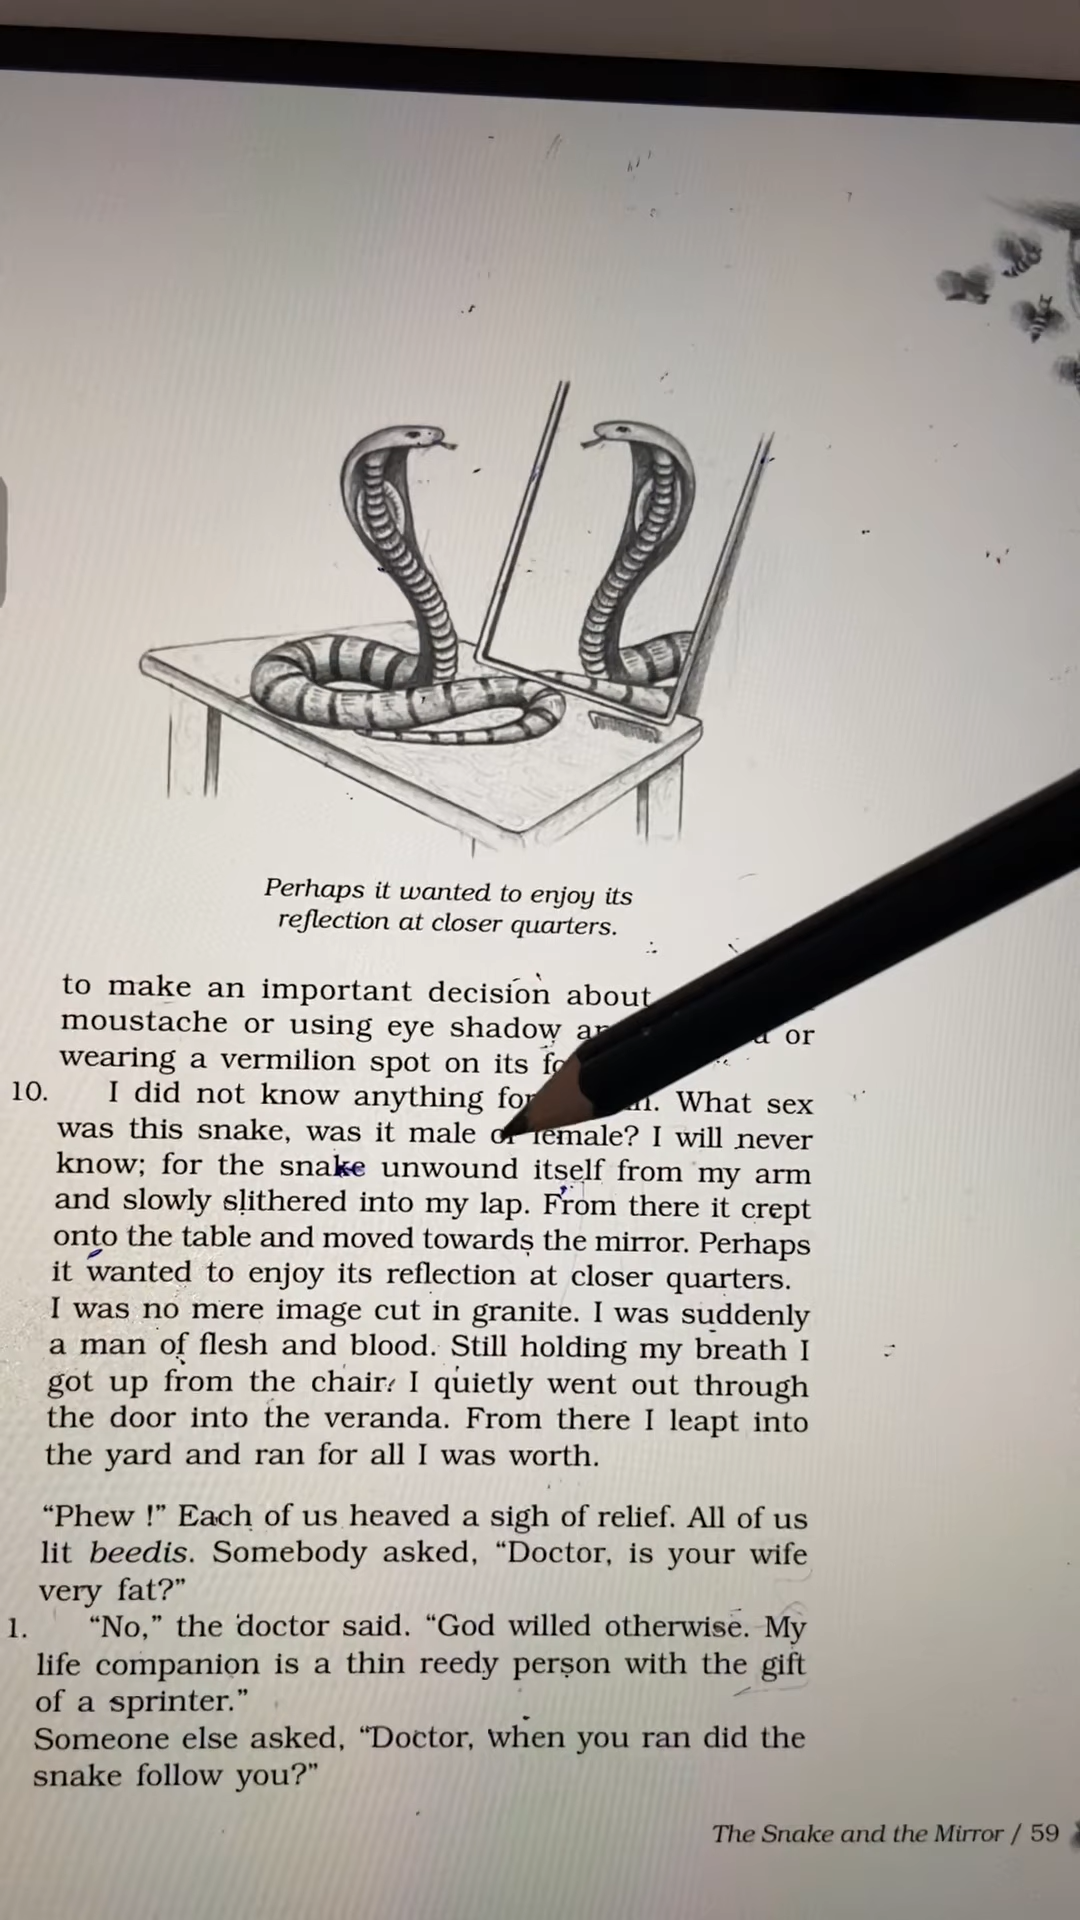 Perhaps it wanted to enjoy its
reflection at closer quarters.
to make an important decision about
moustache or using eye shadow or
wearing a vermilion spot on its
10. I did not know anything What sex
was this snake, was it male or female? I will never
know; for the snake unwound itself from my arm
and slowly slithered into my lap. From there it crept
onto the table and moved towards the mirror. Perhaps
it wanted to enjoy its reflection at closer quarters.
I was no mere image cut in granite. I was suddenly
a man of flesh and blood. Still holding my breath I
got up from the chair. I quietly went out through
the door into the veranda. From there I leapt into
the yard and ran for all I was worth.
“Phew !” Each of us heaved a sigh of relief. All of us
lit beedis. Somebody asked, “Doctor, is your wife
very fat?”
1. “No,” the doctor said. “God willed otherwise. My
life companion is a thin reedy person with the gift
of a sprinter.”
Someone else asked, “Doctor, when you ran did the
snake follow you?”
The Snake and the Mirror / 59